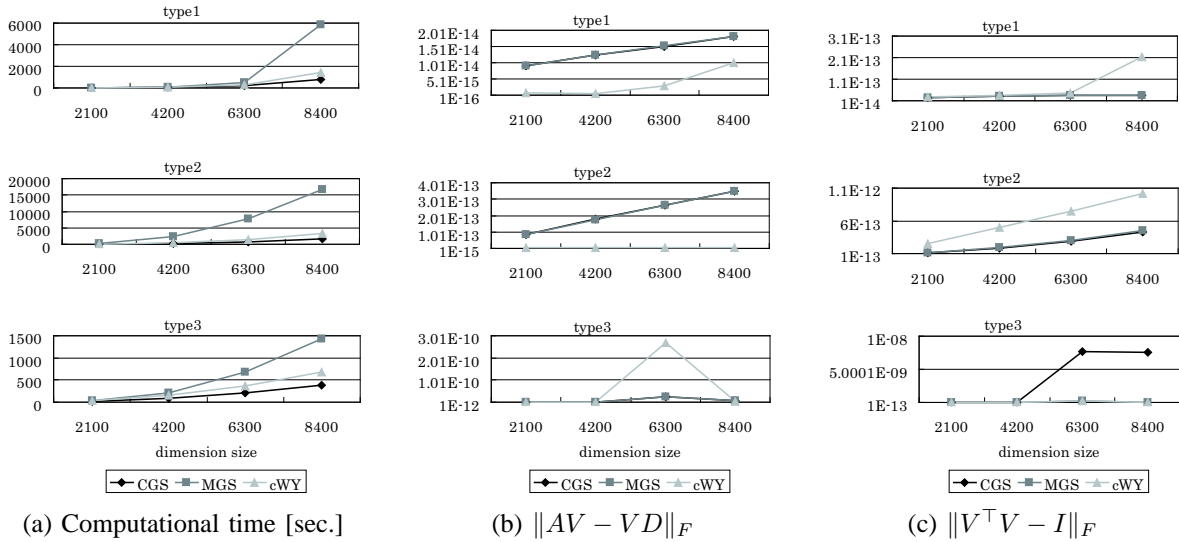 type1
6000
4000
2000
0
2100 4200 6300 8400
type2
20000
15000
10000
5000
0
2100 4200 6300 8400
type3
1500
1000
500
0
2100 4200 6300 8400
dimension size
CGS MGS cWY
(a) Computational time [sec.]
type1
2.01E-14
1.51E-14
1.01E-14
5.1E-15
1E-16
2100 4200 6300 8400
type2
4.01E-13
3.01E-13
2.01E-13
1.01E-13
1E-15
2100 4200 6300 8400
type3
3.01E-10
2.01E-10
1.01E-10
1E-12
2100 4200 6300 8400
dimension size
CGS MGS cWY
(b) ‖AV − VD‖F
type1
3.1E-13
2.1E-13
1.1E-13
1E-14
2100 4200 6300 8400
type2
1.1E-12
6E-13
1E-13
2100 4200 6300 8400
type3
1E-08
5.0001E-09
1E-13
2100 4200 6300 8400
dimension size
CGS MGS cWY
(c) ‖V⊤V − I‖F